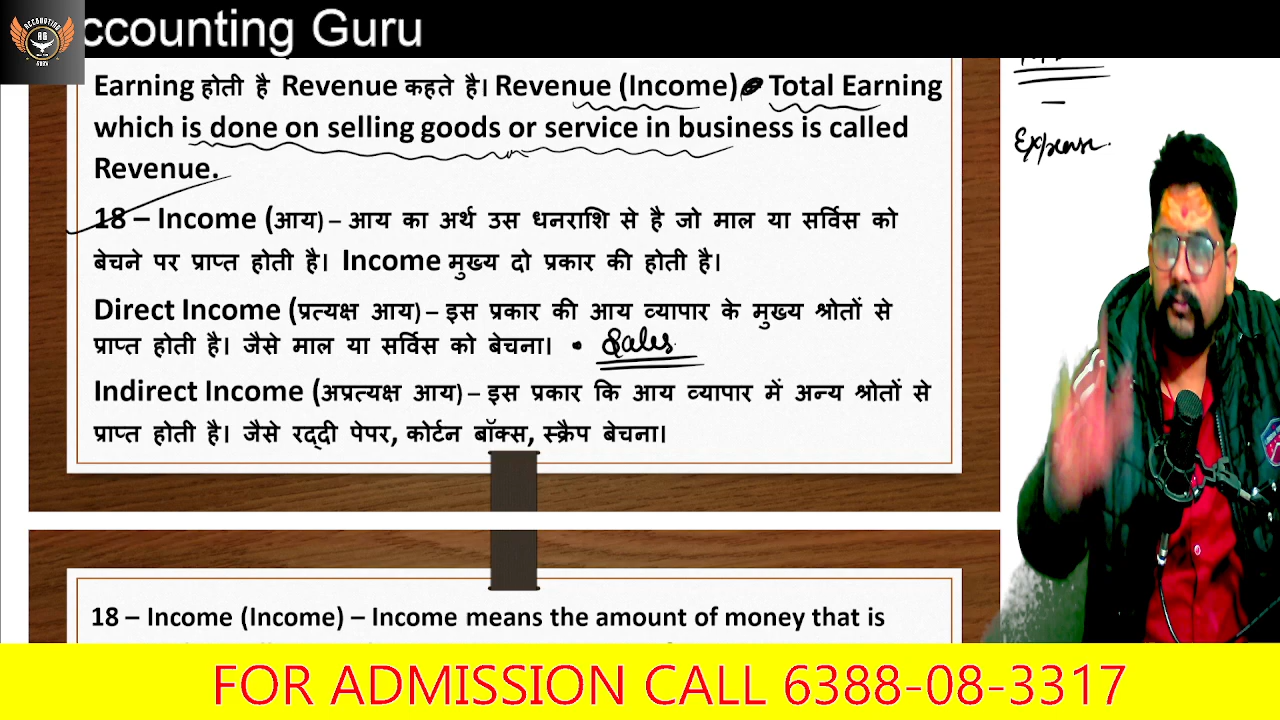 ccounting Guru
ACCOUNTING
AG
GURU
Earning होती है Revenue कहते है। Revenue (Income) Total Earning
which is done on selling goods or service in business is called
Revenue.
Expense.
18 – Income (आय) – आय का अर्थ उस धनराशि से है जो माल या सर्विस को
बेचने पर प्राप्त होती है। Income मुख्य दो प्रकार की होती है।
Direct Income (प्रत्यक्ष आय) – इस प्रकार की आय व्यापार के मुख्य श्रोतों से
प्राप्त होती है। जैसे माल या सर्विस को बेचना। • Sales
Indirect Income (अप्रत्यक्ष आय) – इस प्रकार कि आय व्यापार में अन्य श्रोतों से
प्राप्त होती है। जैसे रद्दी पेपर, कोर्टन बॉक्स, स्क्रैप बेचना।
18 – Income (Income) – Income means the amount of money that is
FOR ADMISSION CALL 6388-08-3317